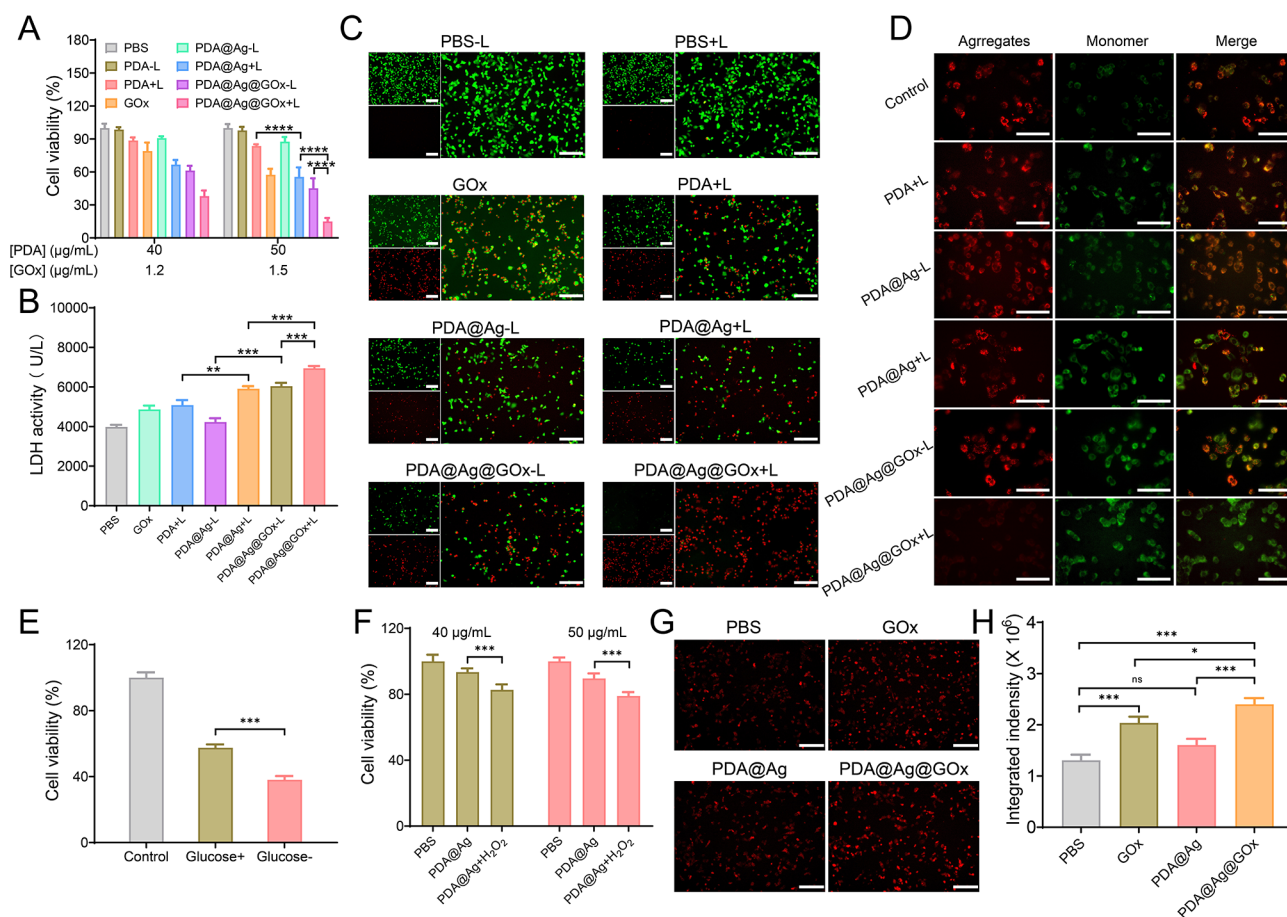 A
PBS
PDA-L
PDA+L
GOx
PDA@Ag-L
PDA@Ag+L
PDA@Ag@GOx-L
PDA@Ag@GOx+L
Cell viability (%)
180
150
120
90
60
30
0
****
****
****
[PDA] (μg/mL) 40 50
[GOx] (μg/mL) 1.2 1.5
B
LDH activity ( U/L)
10000
8000
6000
4000
2000
0
***
***
***
**
PBS
GOx
PDA+L
PDA@Ag-L
PDA@Ag+L
PDA@Ag@GOx-L
PDA@Ag@GOx+L
C
PBS-L
PBS+L
GOx
PDA+L
PDA@Ag-L
PDA@Ag+L
PDA@Ag@GOx-L
PDA@Ag@GOx+L
D
Agrregates Monomer Merge
Control
PDA+L
PDA@Ag-L
PDA@Ag+L
PDA@Ag@GOx-L
PDA@Ag@GOx+L
E
Cell viability (%)
120
80
40
0
***
Control Glucose+ Glucose-
F
Cell viability (%)
120
80
40
0
40 μg/mL 50 μg/mL
*** ***
PBS
PDA@Ag
PDA@Ag+H₂O₂
PBS
PDA@Ag
PDA@Ag+H₂O₂
G
PBS
GOx
PDA@Ag
PDA@Ag@GOx
H
Integrated indensity (X 10⁶)
4
3
2
1
0
***
*
ns
***
***
PBS
GOx
PDA@Ag
PDA@Ag@GOx